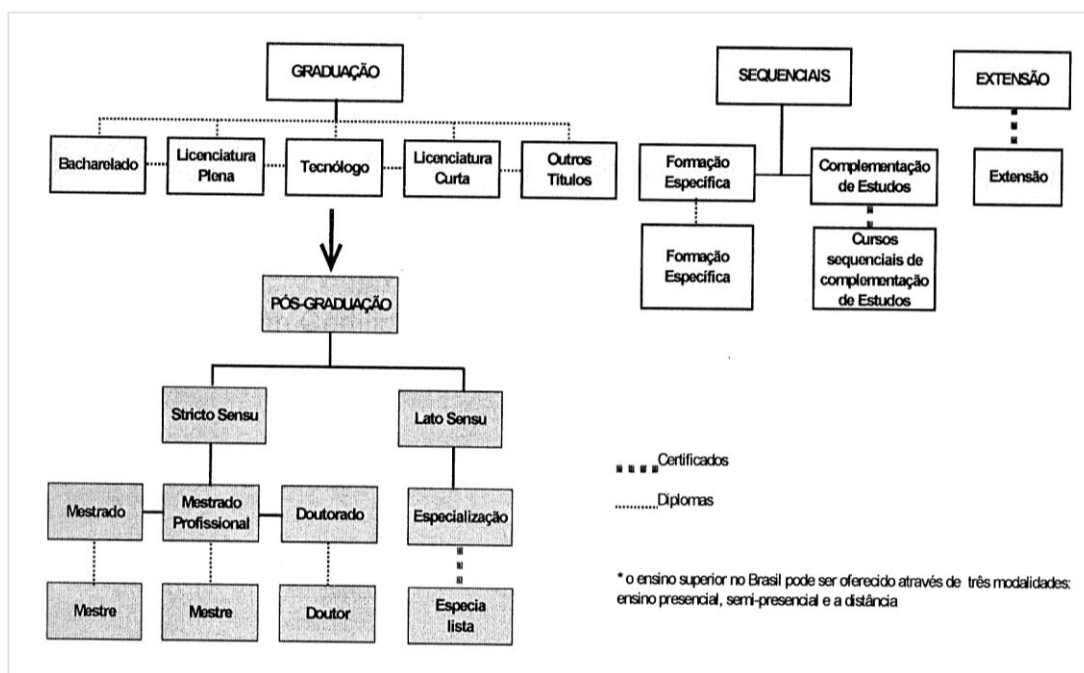 GRADUAÇÃO
SEQUENCIAIS
EXTENSÃO
Bacharelado
Licenciatura
Plena
Tecnólogo
Licenciatura
Curta
Outros
Títulos
Formação
Específica
Complementação
de Estudos
Extensão
Formação
Específica
Cursos
sequenciais de
complementação
de Estudos
PÓS-GRADUAÇÃO
Stricto Sensu
Lato Sensu
Mestrado
Mestrado
Profissional
Doutorado
Especialização
Mestre
Mestre
Doutor
Especia
lista
Certificados
Diplomas
* o ensino superior no Brasil pode ser oferecido através de três modalidades:
ensino presencial, semi-presencial e a distância